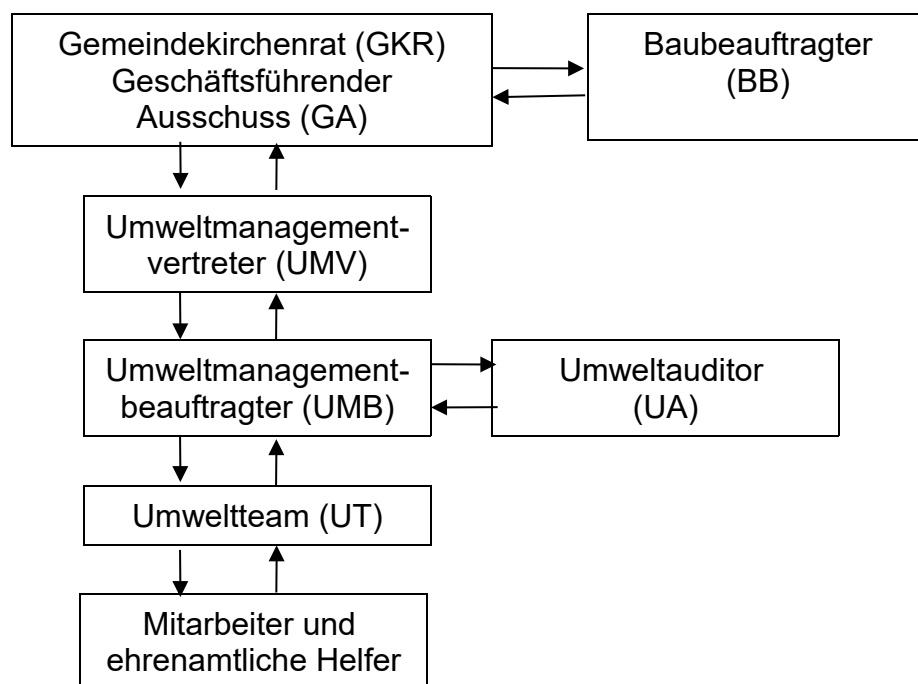 Gemeindekirchenrat (GKR)
Geschäftsführender
Ausschuss (GA)
Baubeauftragter
(BB)
Umweltmanagement-
vertreter (UMV)
Umweltmanagement-
beauftragter (UMB)
Umweltauditor
(UA)
Umweltteam (UT)
Mitarbeiter und
ehrenamtliche Helfer